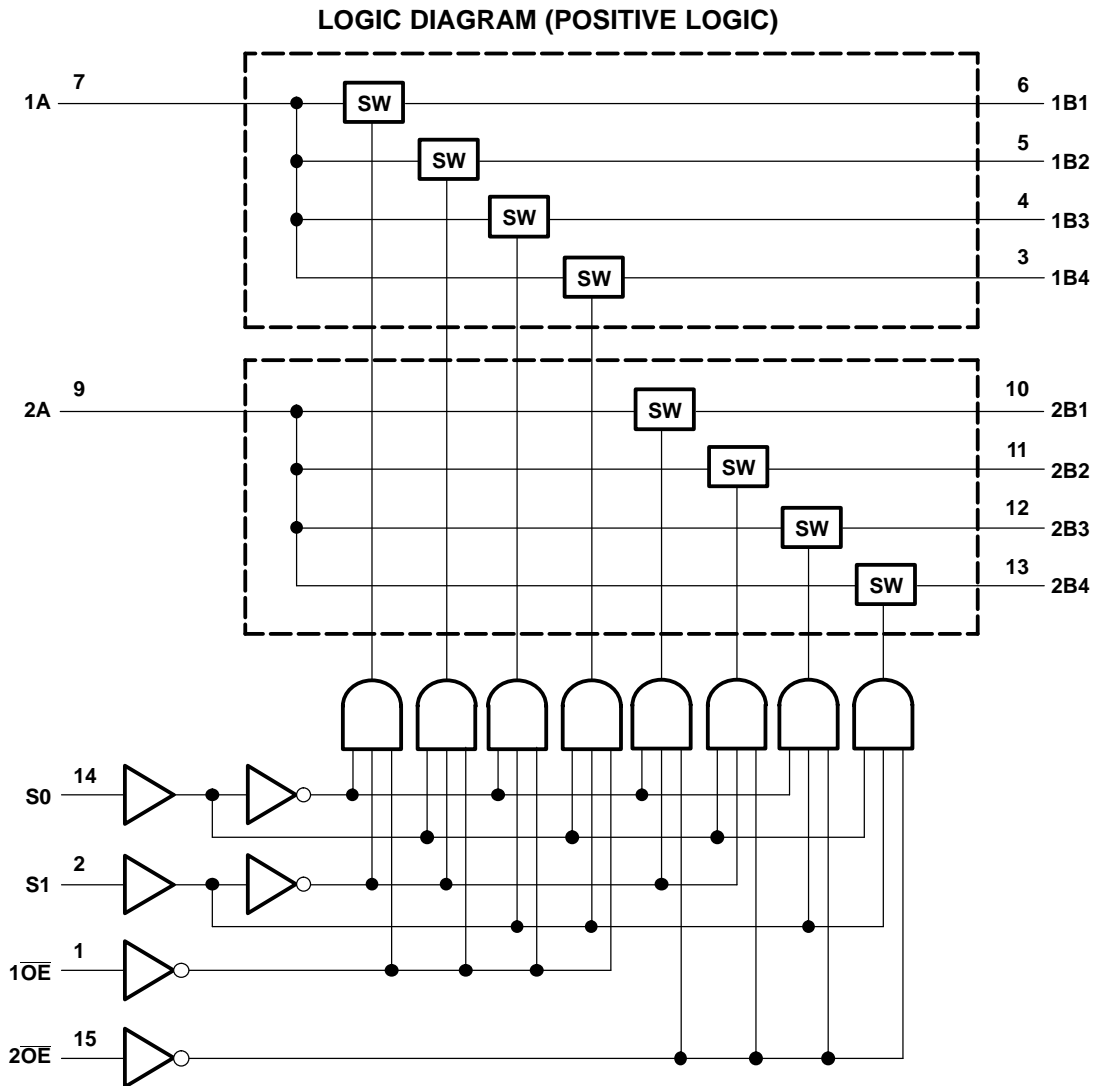 LOGIC DIAGRAM (POSITIVE LOGIC)
1A 7 SW 6 1B1
SW 5 1B2
SW 4 1B3
SW 3 1B4
2A 9 SW 10 2B1
SW 11 2B2
SW 12 2B3
SW 13 2B4
S0 14
S1 2
1O̅E̅ 1
2O̅E̅ 15